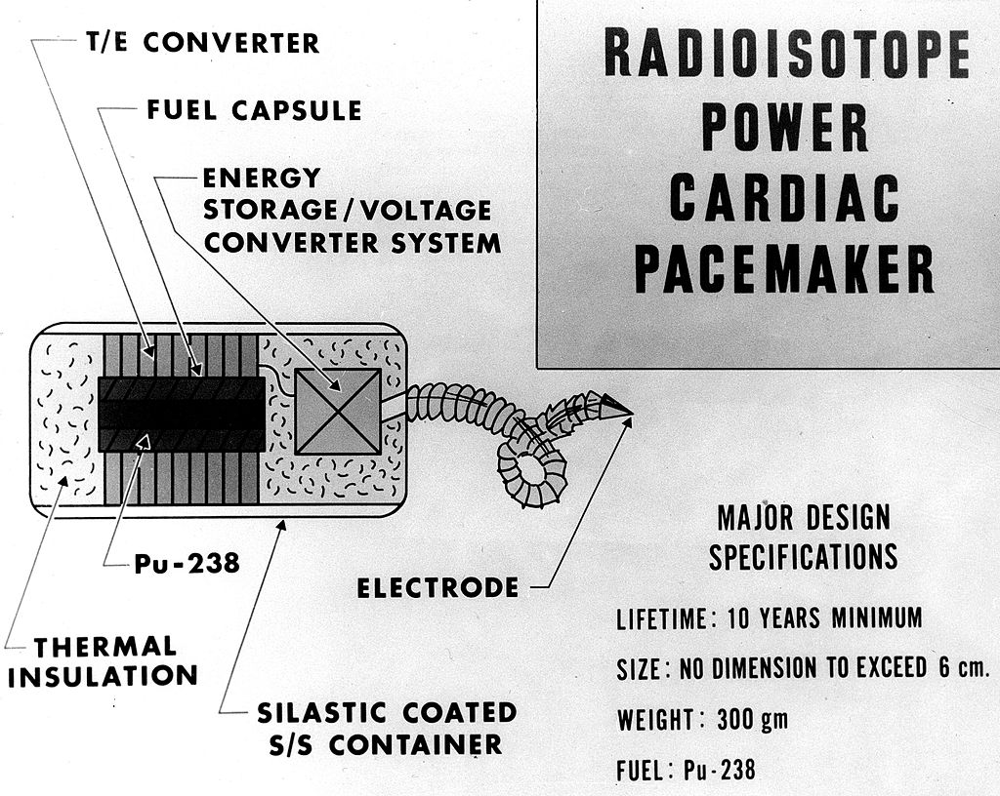 T/E CONVERTER
FUEL CAPSULE
ENERGY
STORAGE/VOLTAGE
CONVERTER SYSTEM
RADIOISOTOPE
POWER
CARDIAC
PACEMAKER
Pu-238
ELECTRODE
THERMAL
INSULATION
SILASTIC COATED
S/S CONTAINER
MAJOR DESIGN
SPECIFICATIONS
LIFETIME: 10 YEARS MINIMUM
SIZE: NO DIMENSION TO EXCEED 6 cm.
WEIGHT: 300 gm
FUEL: Pu-238